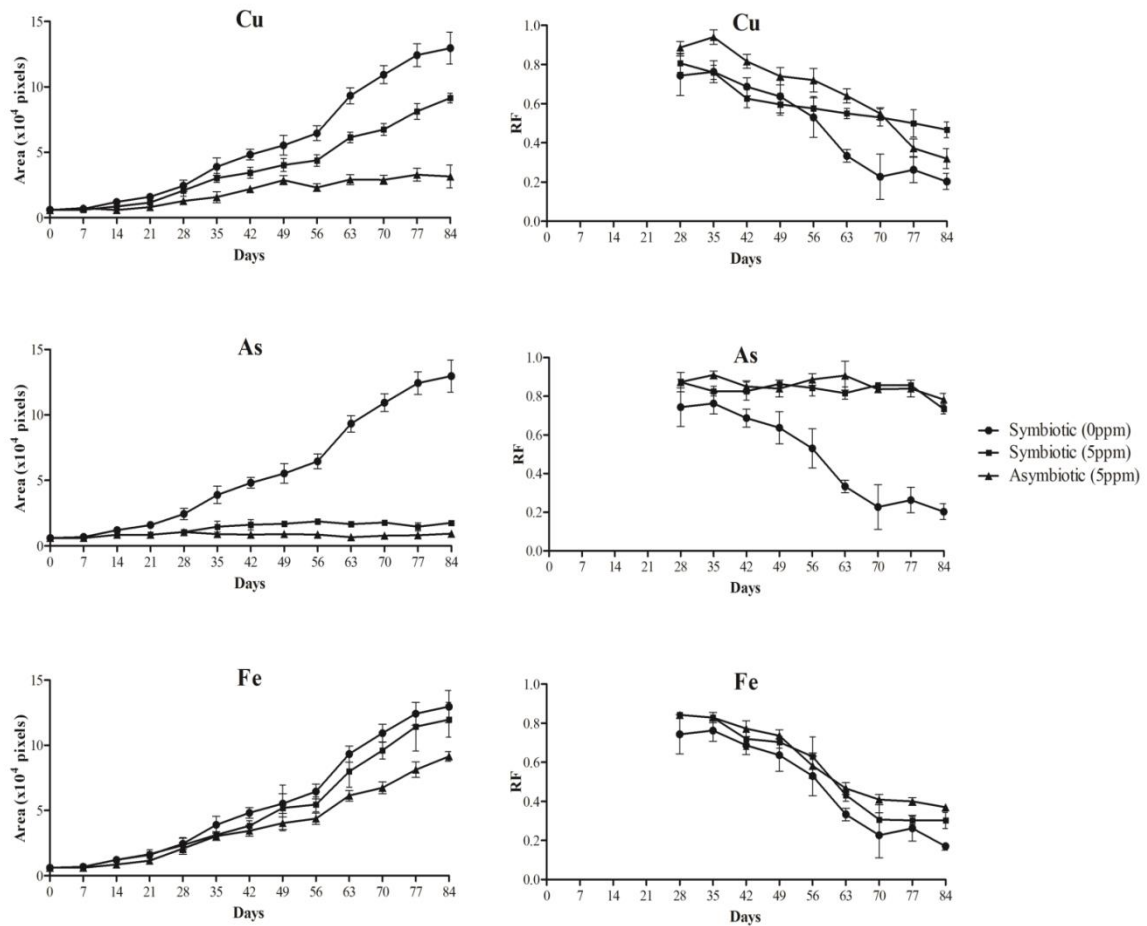 Cu
Area (x10⁴ pixels)
15
10
5
0
0 7 14 21 28 35 42 49 56 63 70 77 84
Days
Cu
RF
1.0
0.8
0.6
0.4
0.2
0.0
0 7 14 21 28 35 42 49 56 63 70 77 84
Days
As
Area (x10⁴ pixels)
15
10
5
0
0 7 14 21 28 35 42 49 56 63 70 77 84
Days
As
RF
1.0
0.8
0.6
0.4
0.2
0.0
0 7 14 21 28 35 42 49 56 63 70 77 84
Days
Symbiotic (0ppm)
Symbiotic (5ppm)
Asymbiotic (5ppm)
Fe
Area (x10⁴ pixels)
15
10
5
0
0 7 14 21 28 35 42 49 56 63 70 77 84
Days
Fe
RF
1.0
0.8
0.6
0.4
0.2
0.0
0 7 14 21 28 35 42 49 56 63 70 77 84
Days